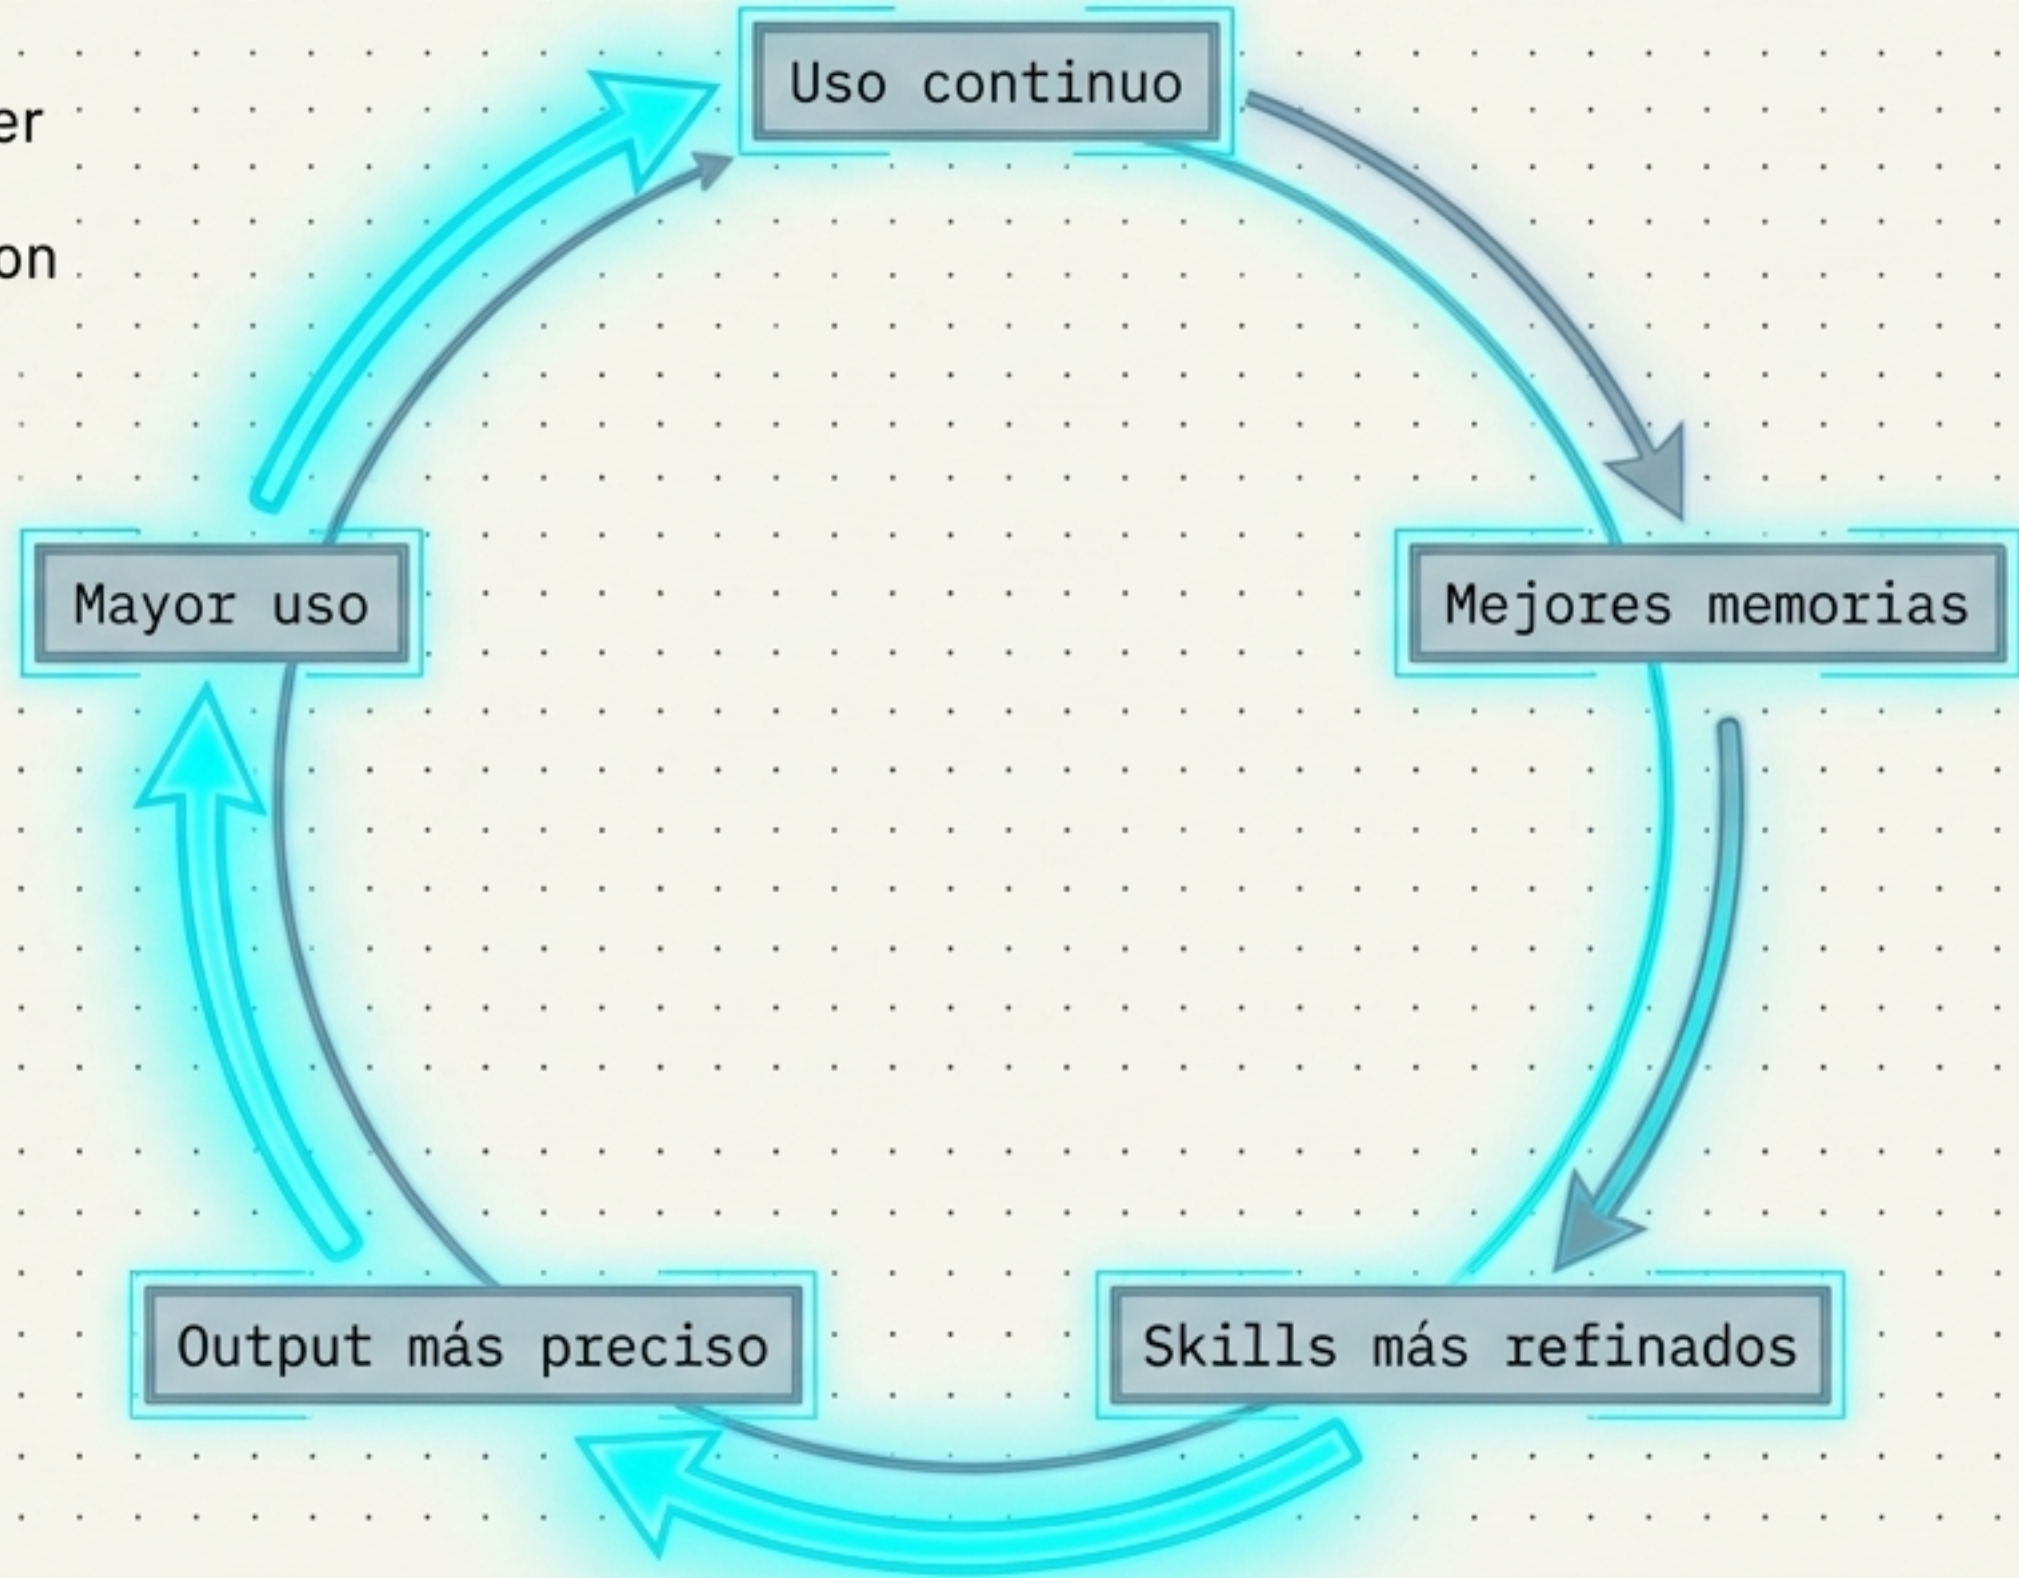 Uso continuo
Mejores memorias
Skills más refinados
Output más preciso
Mayor uso